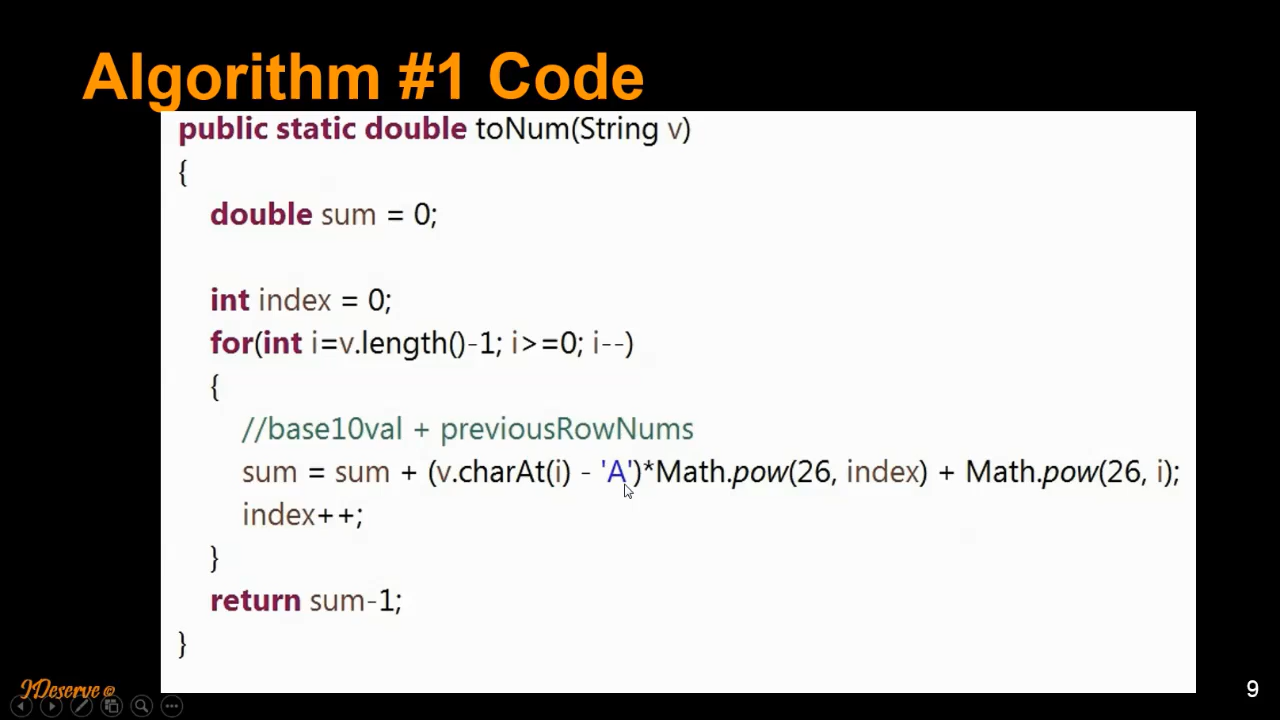 Algorithm #1 Code
public static double toNum(String v)
{
double sum = 0;
int index = 0;
for(int i=v.length()-1; i>=0; i--)
{
//base10val + previousRowNums
sum = sum + (v.charAt(i) - 'A')*Math.pow(26, index) + Math.pow(26, i);
index++;
}
return sum-1;
}
JDeserve ©
9